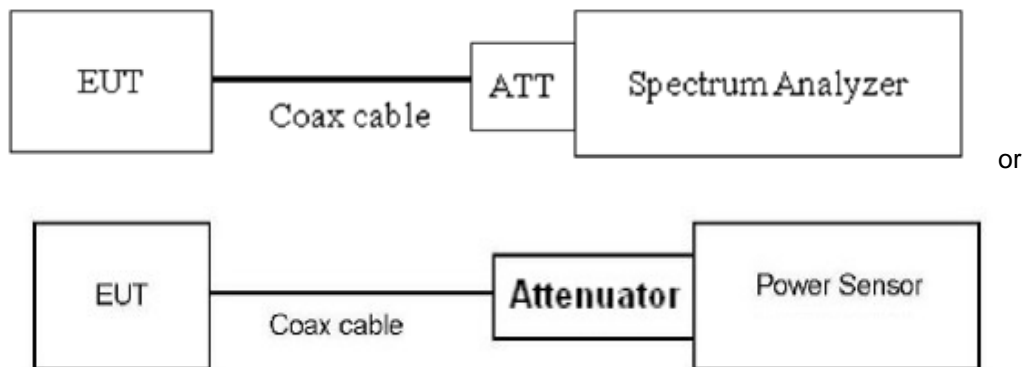 EUT
ATT
Spectrum Analyzer
Coax cable
or
EUT
Attenuator
Power Sensor
Coax cable